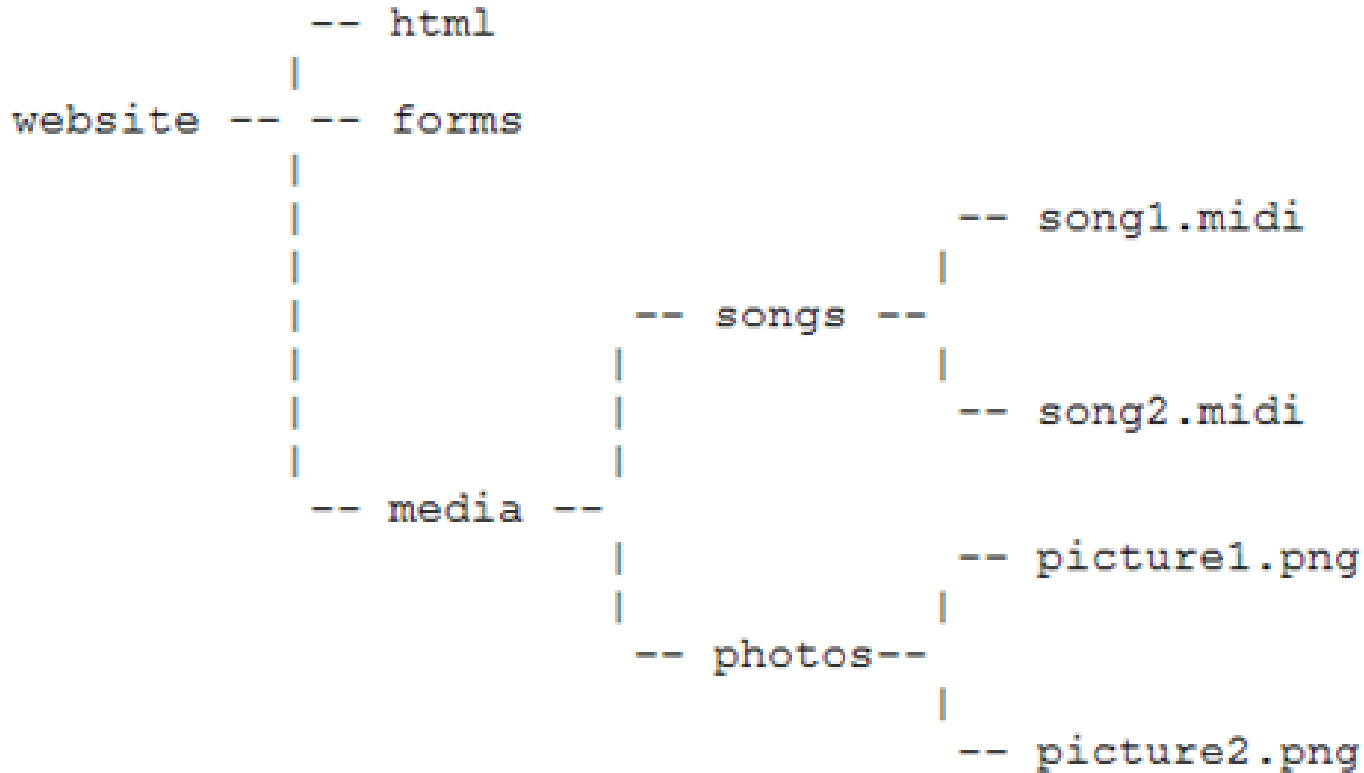 -- html
|
website -- -- forms
|
| -- song1.midi
| |
| -- songs --
| | |
| | -- song2.midi
| |
-- media --
| -- picture1.png
| |
-- photos--
|
-- picture2.png